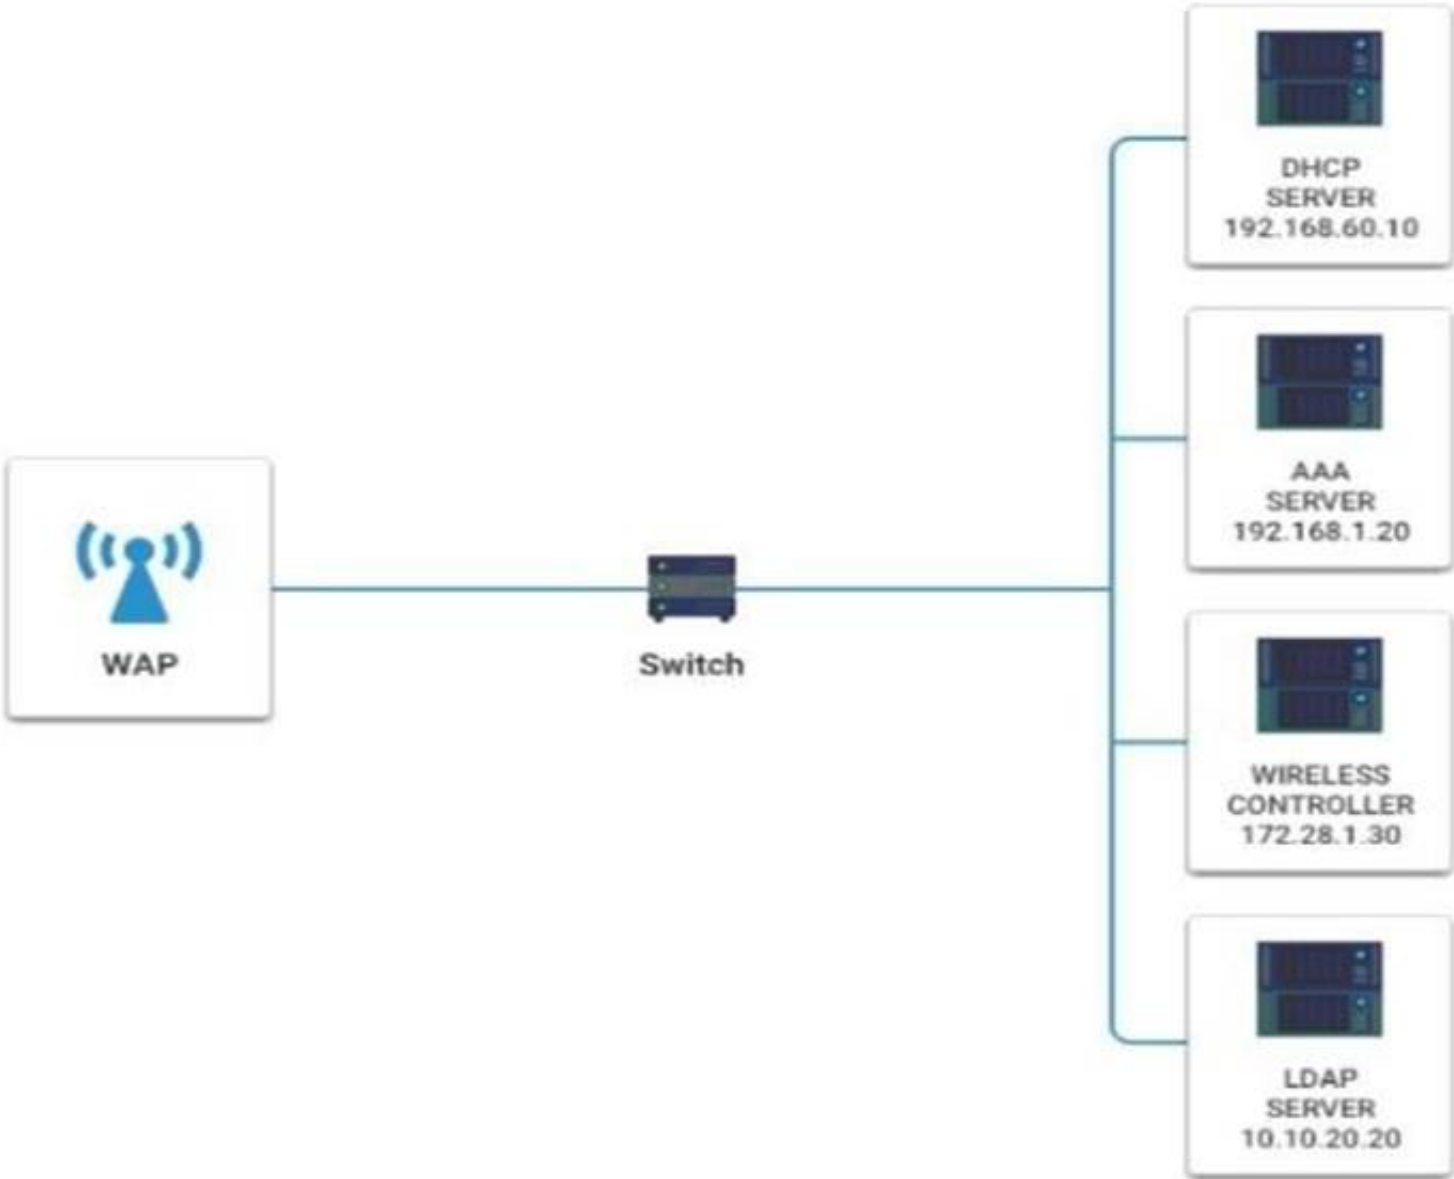 DHCP
SERVER
192.168.60.10
AAA
SERVER
192.168.1.20
WAP
Switch
WIRELESS
CONTROLLER
172.28.1.30
LDAP
SERVER
10.10.20.20